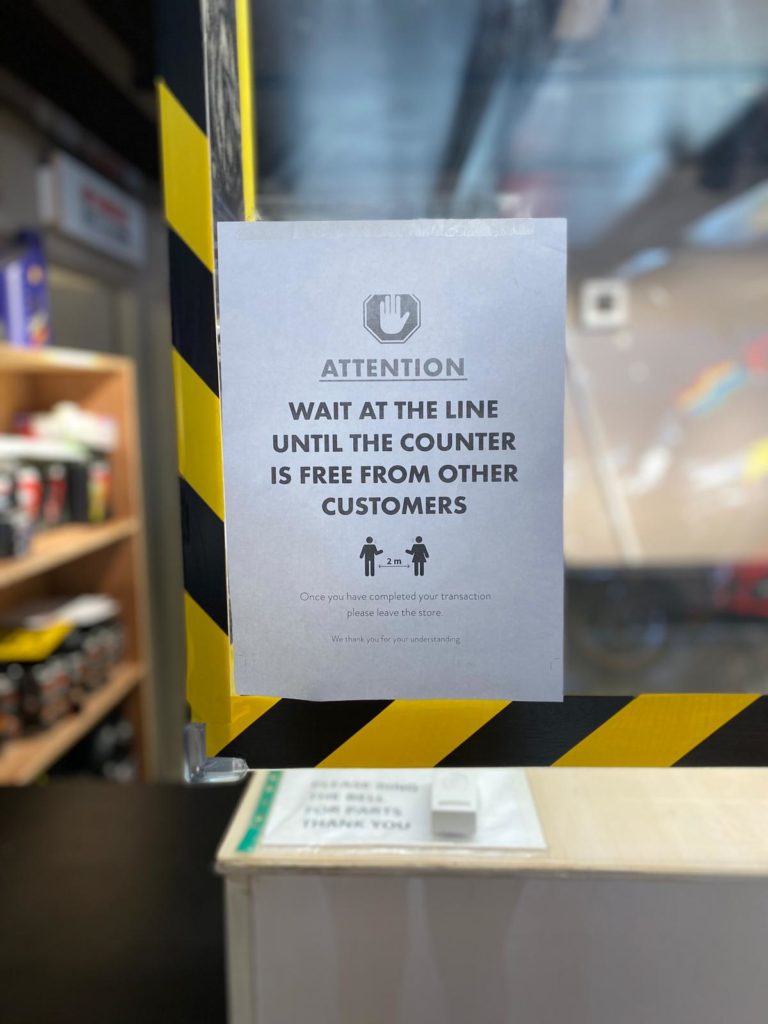 ATTENTION
WAIT AT THE LINE
UNTIL THE COUNTER
IS FREE FROM OTHER
CUSTOMERS
2 m
Once you have completed your transaction
please leave the store.
We thank you for your understanding.
PLEASE RING
THE BELL
FOR PARTS
THANK YOU